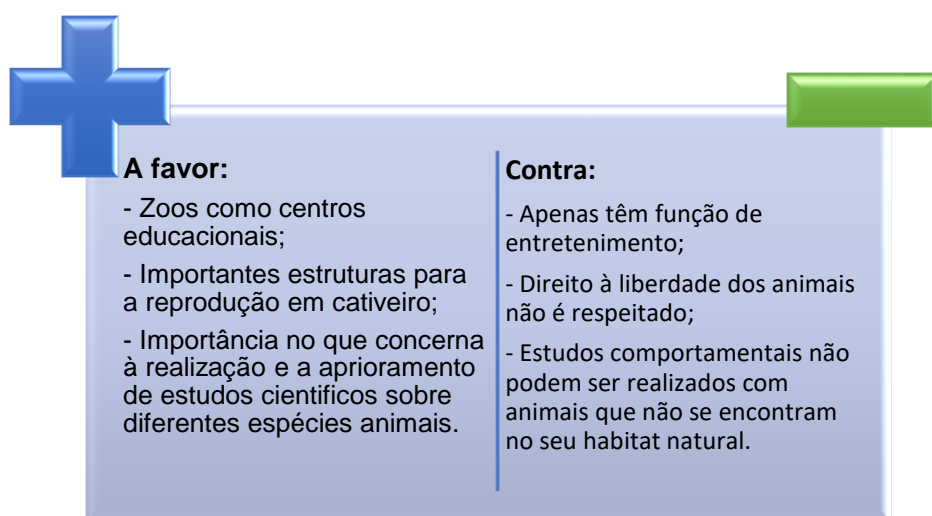 A favor:
- Zoos como centros
educacionais;
- Importantes estruturas para
a reprodução em cativeiro;
- Importância no que concerna
à realização e a aprioramento
de estudos cientificos sobre
diferentes espécies animais.
Contra:
- Apenas têm função de
entretenimento;
- Direito à liberdade dos animais
não é respeitado;
- Estudos comportamentais não
podem ser realizados com
animais que não se encontram
no seu habitat natural.